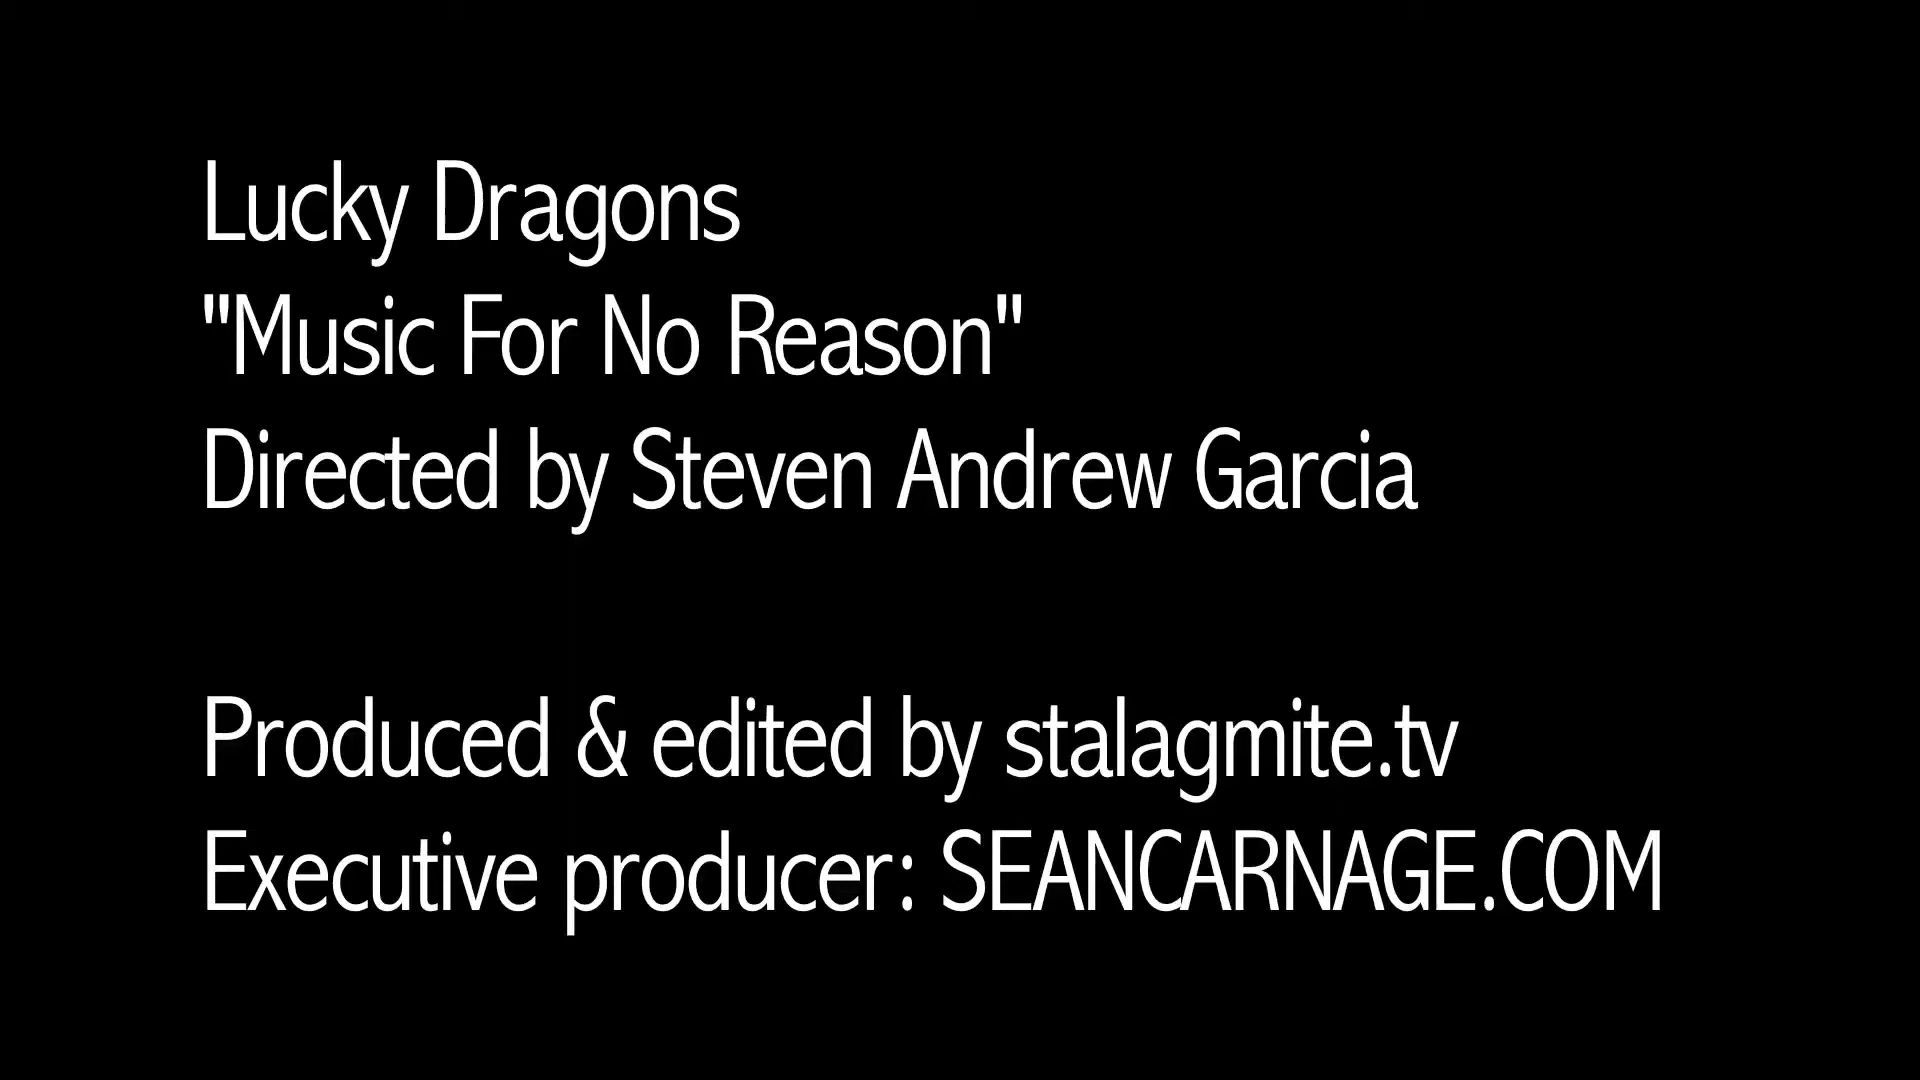 Lucky Dragons
"Music For No Reason"
Directed by Steven Andrew Garcia
Produced & edited by stalagmite.tv
Executive producer: SEANCARNAGE.COM